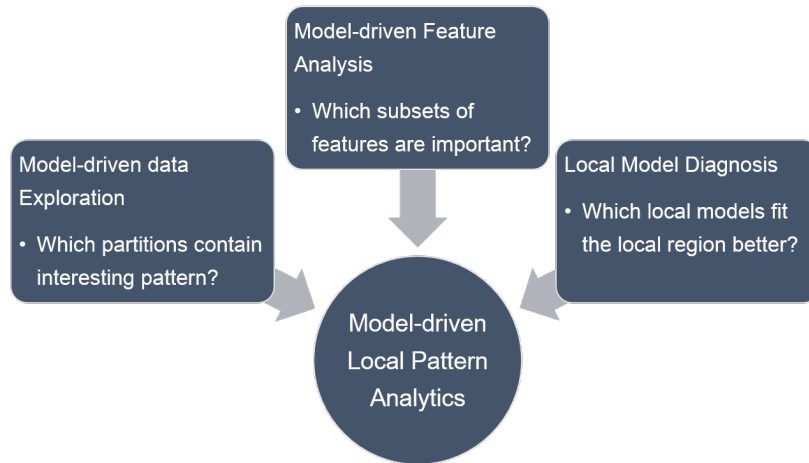 Model-driven Feature
Analysis
• Which subsets of
features are important?
Model-driven data
Exploration
• Which partitions contain
interesting pattern?
Local Model Diagnosis
• Which local models fit
the local region better?
Model-driven
Local Pattern
Analytics